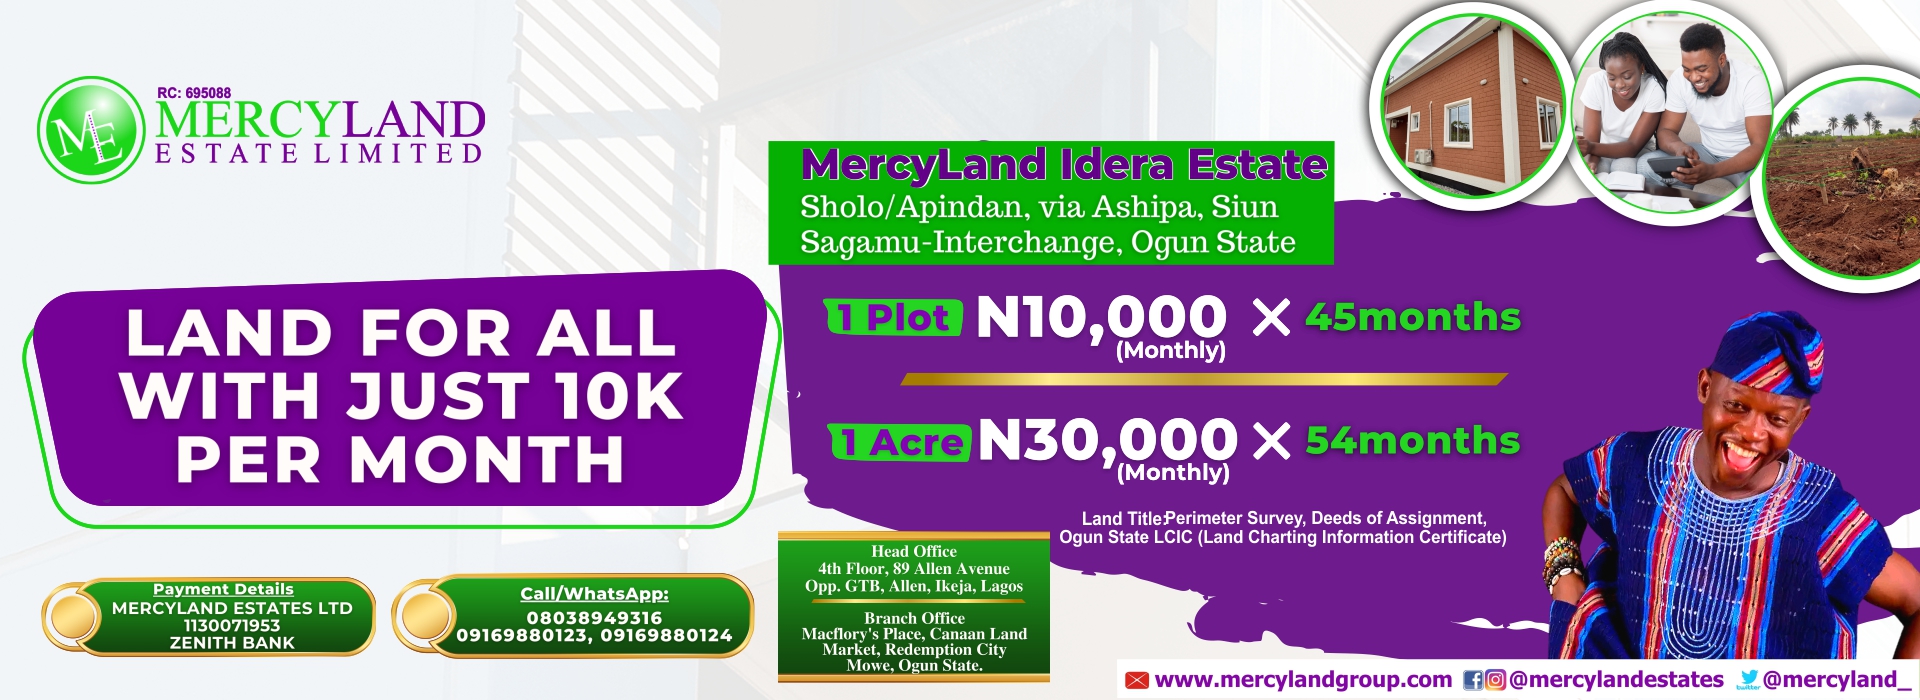 RC: 695088
MERCYLAND
ESTATE LIMITED
ME
LAND FOR ALL
WITH JUST 10K
PER MONTH
Payment Details
MERCYLAND ESTATES LTD
1130071953
ZENITH BANK
Call/WhatsApp:
08038949316
09169880123, 09169880124
MercyLand Idera Estate
Sholo/Apindan, via Ashipa, Siun
Sagamu-Interchange, Ogun State
1 Plot N10,000 × 45months
(Monthly)
1 Acre N30,000 × 54months
(Monthly)
Land Title:Perimeter Survey, Deeds of Assignment,
Ogun State LCIC (Land Charting Information Certificate)
Head Office
4th Floor, 89 Allen Avenue
Opp. GTB, Allen, Ikeja, Lagos
Branch Office
Macflory's Place, Canaan Land
Market, Redemption City
Mowe, Ogun State.
www.mercylandgroup.com @mercylandestates twitter @mercyland_